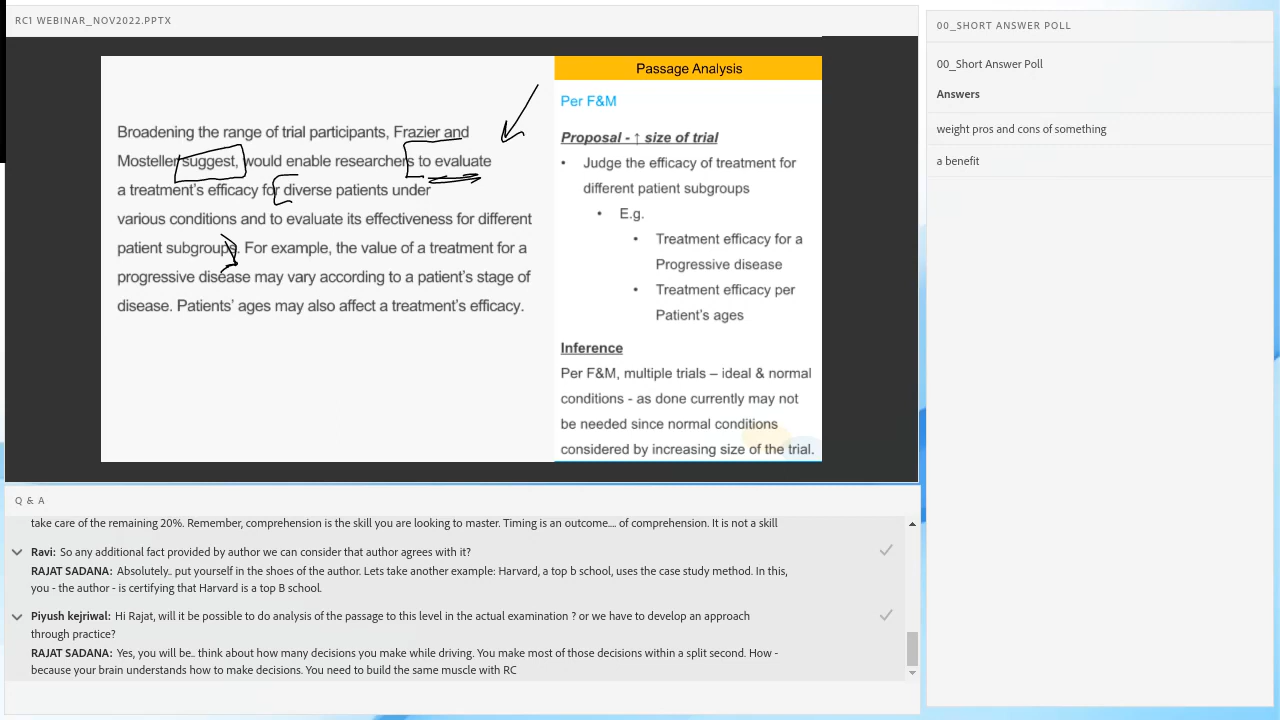 RC1 WEBINAR_NOV2022.PPTX
Broadening the range of trial participants, Frazier and
Mosteller suggest, would enable researchers to evaluate
a treatment's efficacy for diverse patients under
various conditions and to evaluate its effectiveness for different
patient subgroups. For example, the value of a treatment for a
progressive disease may vary according to a patient's stage of
disease. Patients' ages may also affect a treatment's efficacy.
Passage Analysis
Per F&M
Proposal - ↑ size of trial
• Judge the efficacy of treatment for
different patient subgroups
• E.g.
• Treatment efficacy for a
Progressive disease
• Treatment efficacy per
Patient's ages
Inference
Per F&M, multiple trials – ideal & normal
conditions - as done currently may not
be needed since normal conditions
considered by increasing size of the trial.
Q & A
take care of the remaining 20%. Remember, comprehension is the skill you are looking to master. Timing is an outcome.... of comprehension. It is not a skill
Ravi: So any additional fact provided by author we can consider that author agrees with it?
RAJAT SADANA: Absolutely.. put yourself in the shoes of the author. Lets take another example: Harvard, a top b school, uses the case study method. In this,
you - the author - is certifying that Harvard is a top B school.
Piyush kejriwal: Hi Rajat, will it be possible to do analysis of the passage to this level in the actual examination ? or we have to develop an approach
through practice?
RAJAT SADANA: Yes, you will be.. think about how many decisions you make while driving. You make most of those decisions within a split second. How -
because your brain understands how to make decisions. You need to build the same muscle with RC
00_SHORT ANSWER POLL
00_Short Answer Poll
Answers
weight pros and cons of something
a benefit